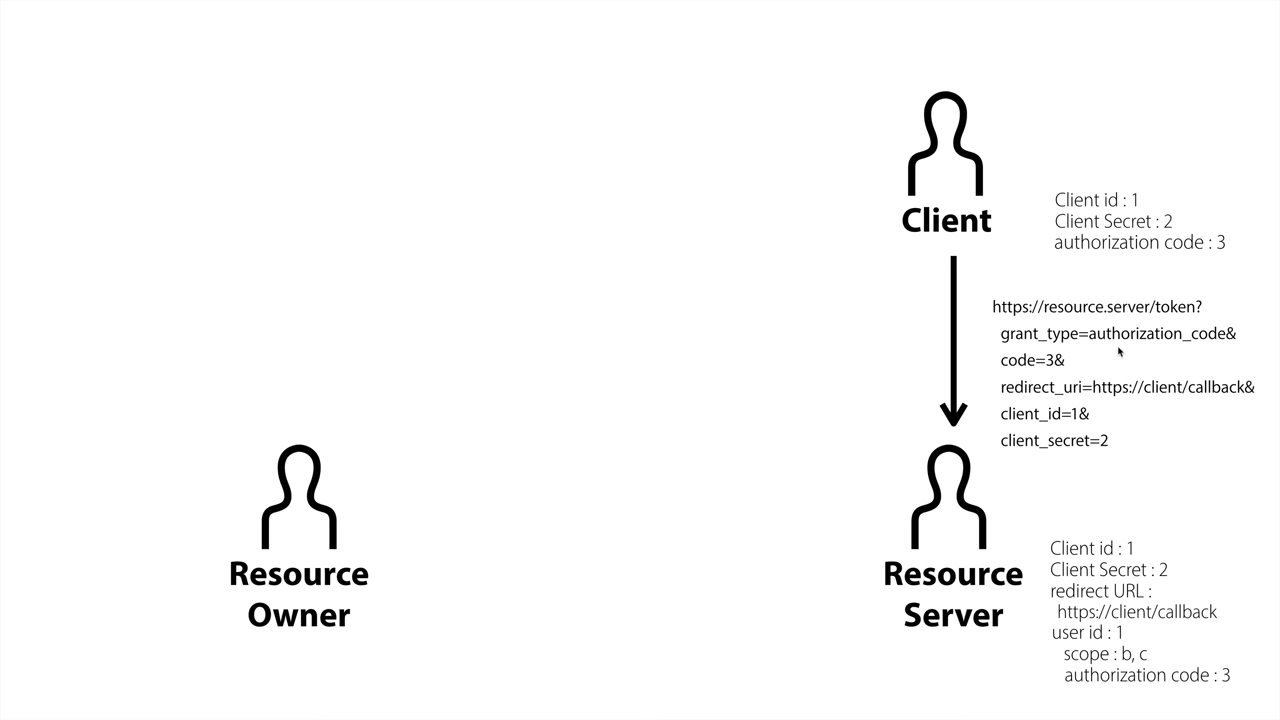 Client
Client id : 1
Client Secret : 2
authorization code : 3
https://resource.server/token?
grant_type=authorization_code&
code=3&
redirect_uri=https://client/callback&
client_id=1&
client_secret=2
Resource
Owner
Resource
Server
Client id : 1
Client Secret : 2
redirect URL :
https://client/callback
user id : 1
scope : b, c
authorization code : 3